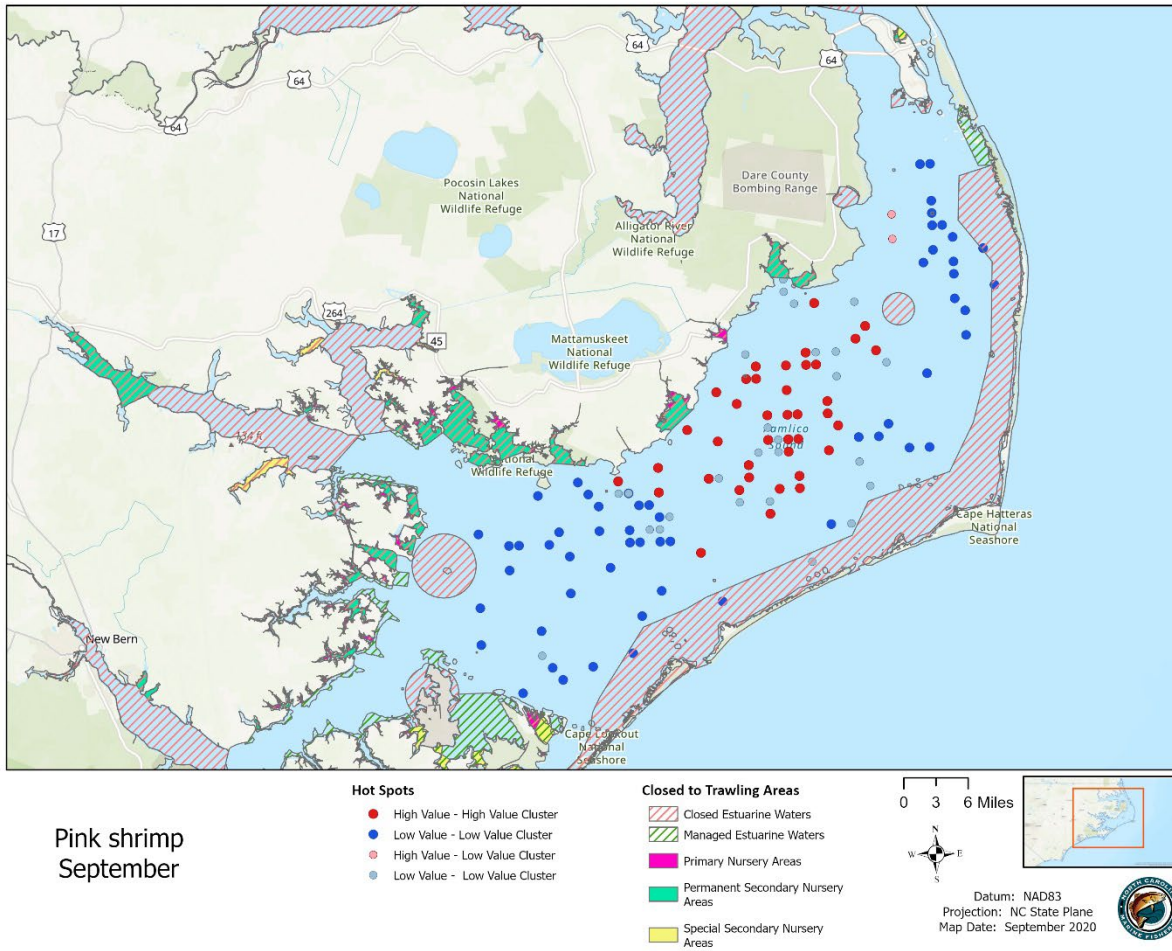 64
64
64
64
17
264
45
Pocosin Lakes
National
Wildlife Refuge
Dare County
Bombing Range
Alligator River
National
Wildlife Refuge
Mattamuskeet
National
Wildlife Refuge
Wildlife Refuge
Cape Hatteras
National
Seashore
New Bern
National
Seashore
Pink shrimp
September
Hot Spots
High Value - High Value Cluster
Low Value - Low Value Cluster
High Value - Low Value Cluster
Low Value - Low Value Cluster
Closed to Trawling Areas
Closed Estuarine Waters
Managed Estuarine Waters
Primary Nursery Areas
Permanent Secondary Nursery
Areas
Special Secondary Nursery
Areas
0 3 6 Miles
N
W E
S
Datum: NAD83
Projection: NC State Plane
Map Date: September 2020
NORTH CAROLINA
MARINE FISHERIES